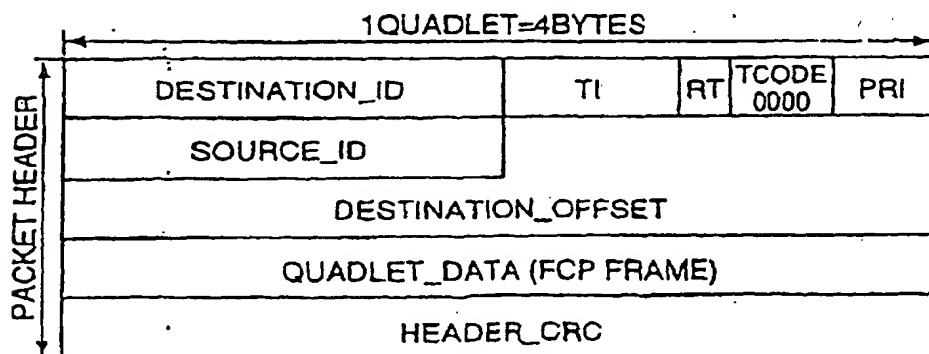 1QUADLET=4BYTES
PACKET HEADER
DESTINATION_ID TI RT TCODE 0000 PRI
SOURCE_ID
DESTINATION_OFFSET
QUADLET_DATA (FCP FRAME)
HEADER_CRC